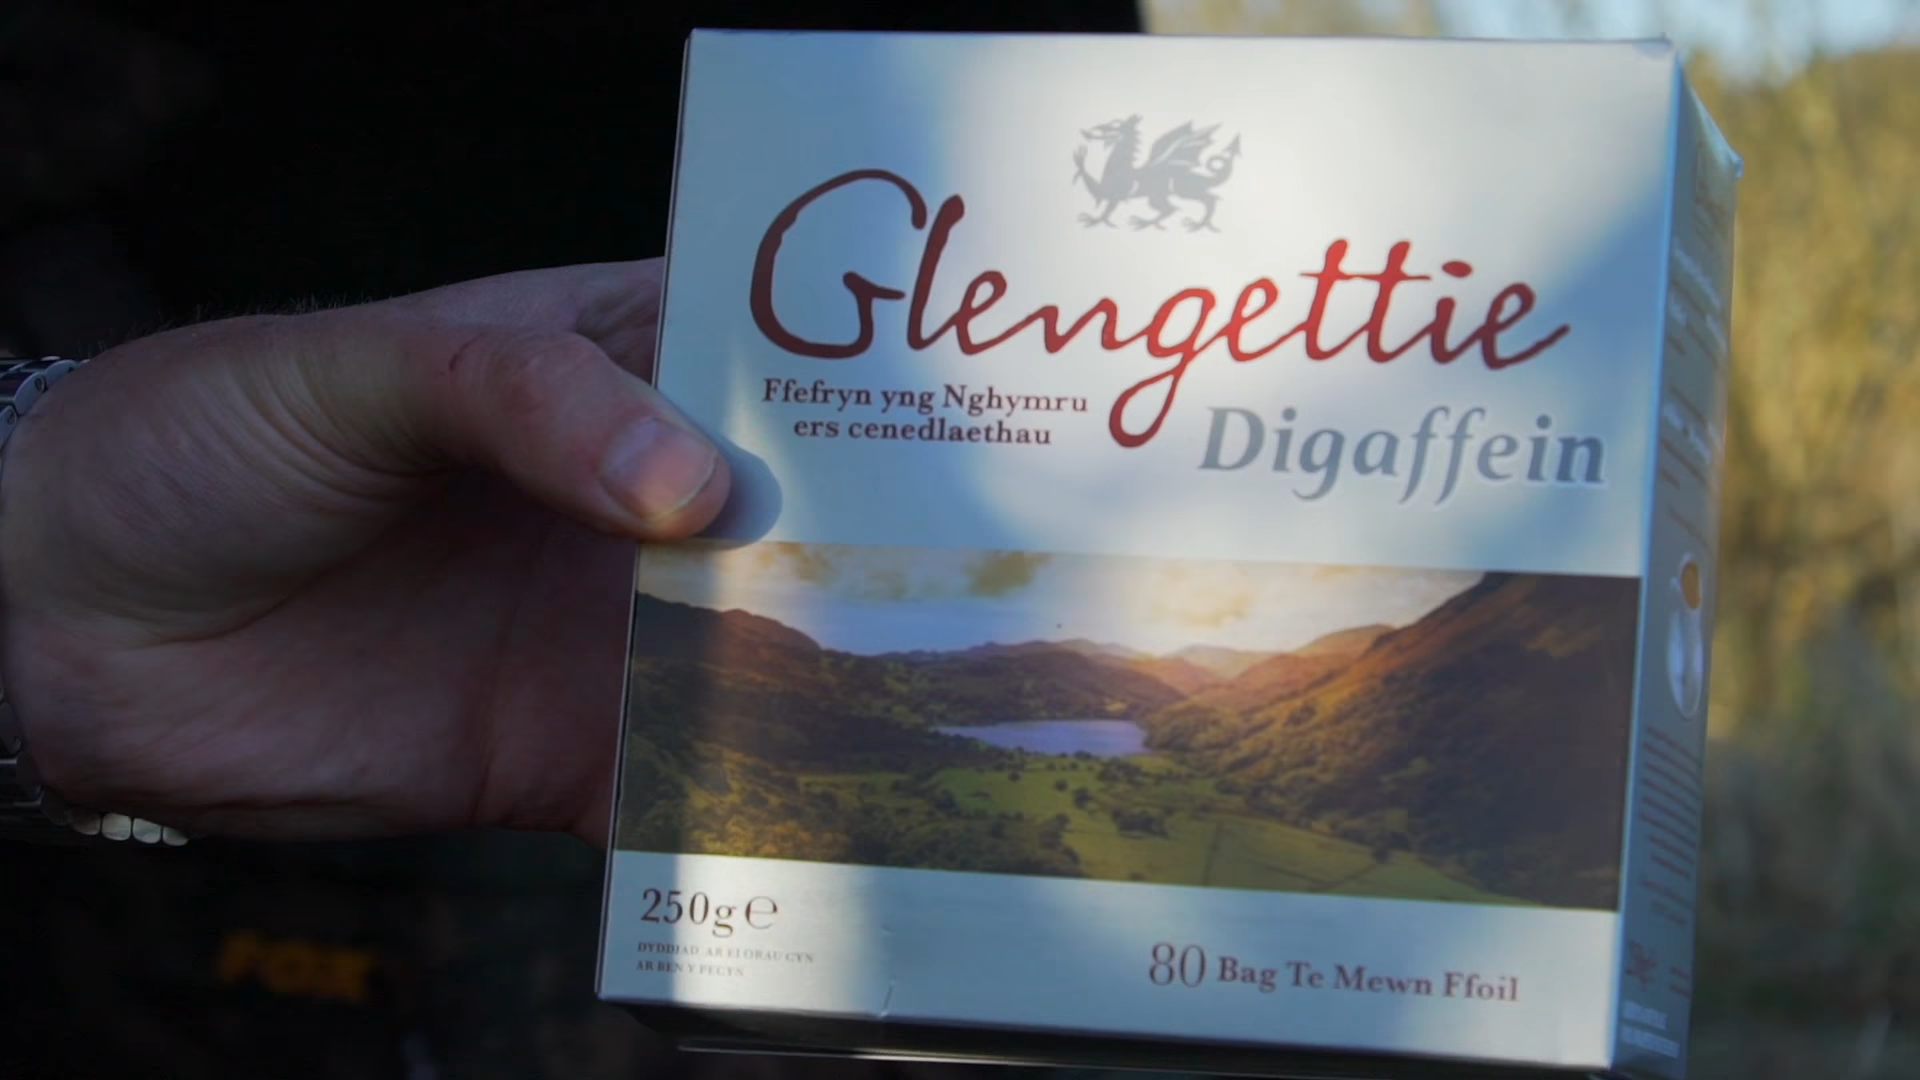 Glengettie
Ffefryn yng Nghymru
ers cenedlaethau
Digaffein
250g ℮
DYDDIAD AR EI ORAU CYN
AR BEN Y PECYN
80 Bag Te Mewn Ffoil
FOX